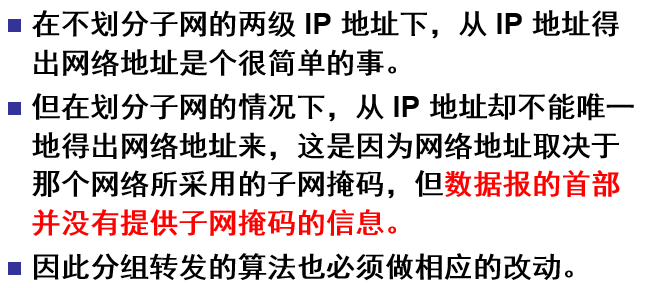 ■ 在不划分子网的两级 IP 地址下，从 IP 地址得
出网络地址是个很简单的事。
■ 但在划分子网的情况下，从 IP 地址却不能唯一
地得出网络地址来，这是因为网络地址取决于
那个网络所采用的子网掩码，但数据报的首部
并没有提供子网掩码的信息。
■ 因此分组转发的算法也必须做相应的改动。